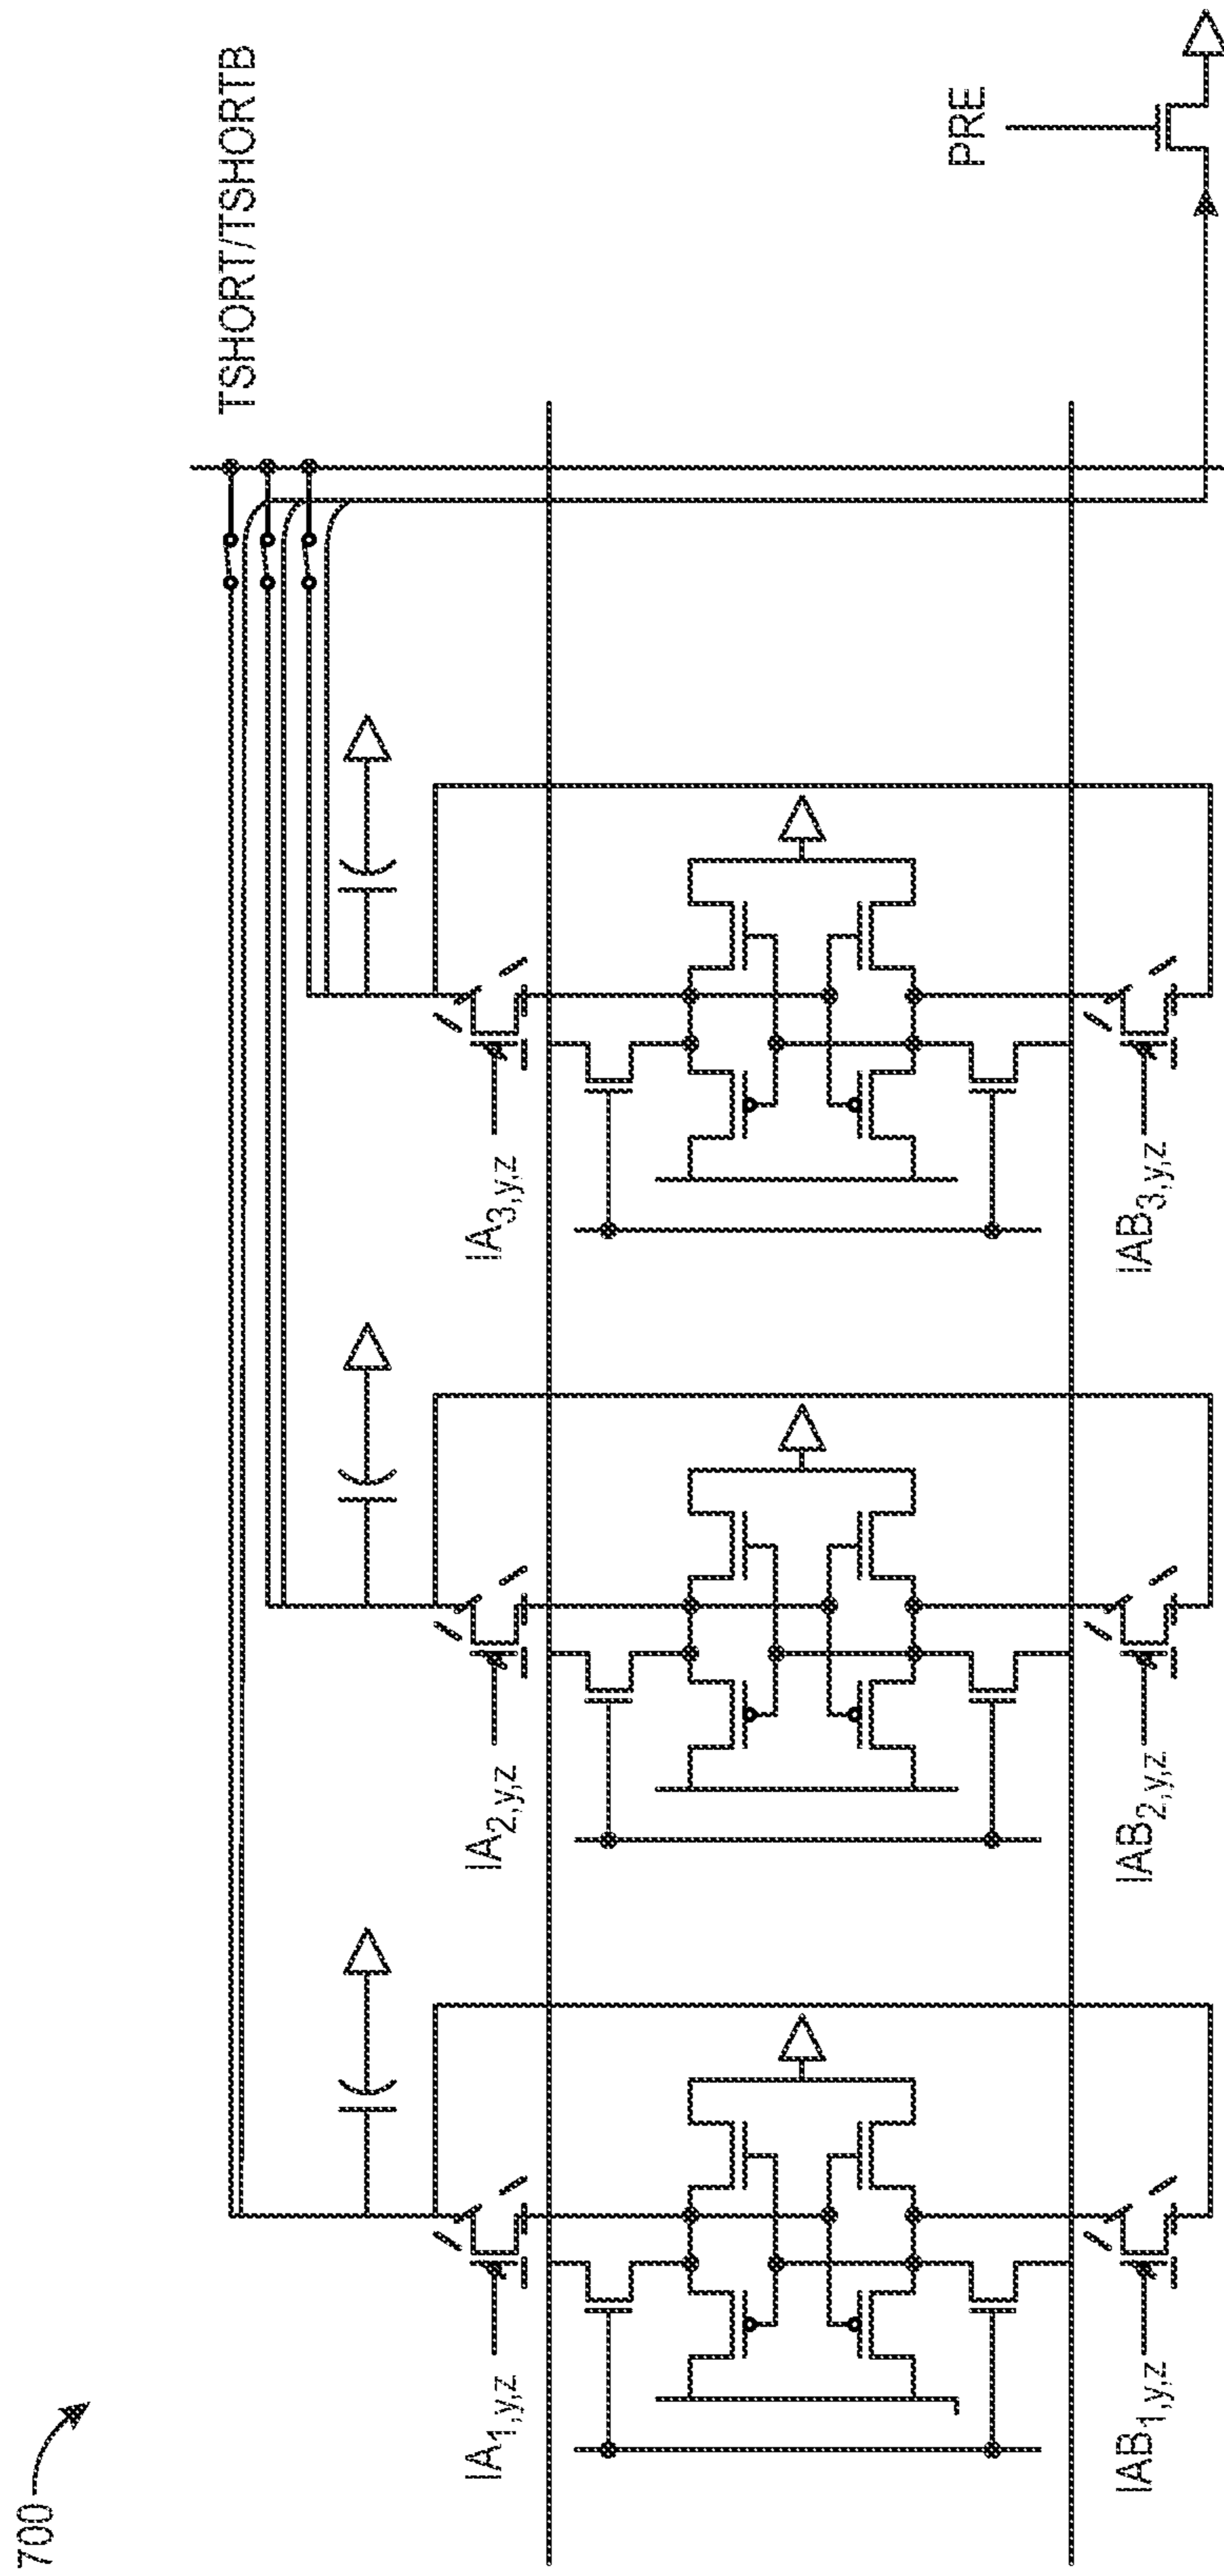 700
TSHORT/TSHORTB
PRE
IA1,y,z
IA2,y,z
IA3,y,z
IAB1,y,z
IAB2,y,z
IAB3,y,z